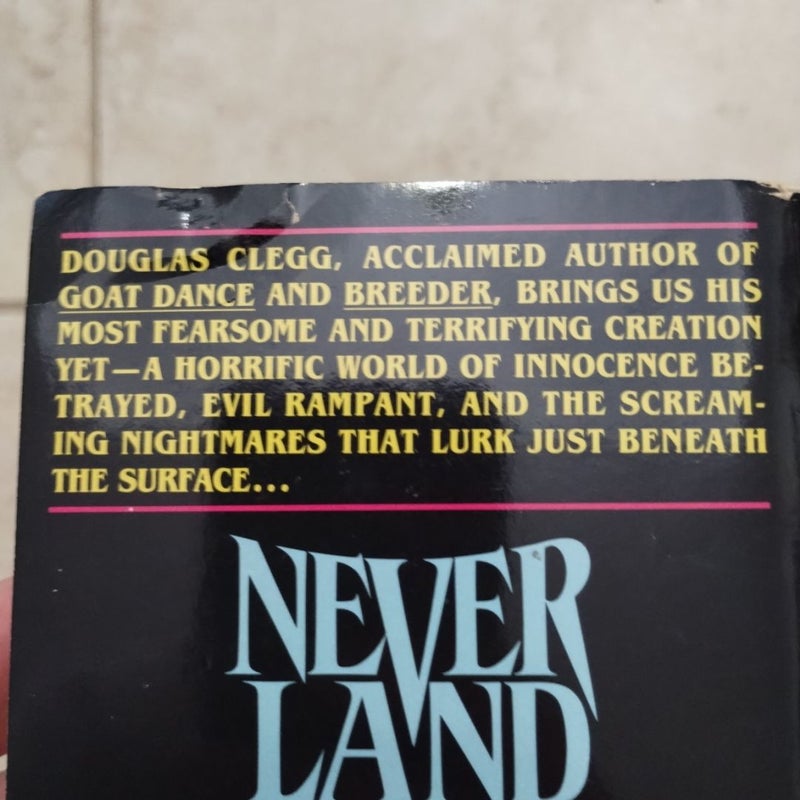 DOUGLAS CLEGG, ACCLAIMED AUTHOR OF
GOAT DANCE AND BREEDER, BRINGS US HIS
MOST FEARSOME AND TERRIFYING CREATION
YET—A HORRIFIC WORLD OF INNOCENCE BE-
TRAYED, EVIL RAMPANT, AND THE SCREAM-
ING NIGHTMARES THAT LURK JUST BENEATH
THE SURFACE...
NEVER
LAND